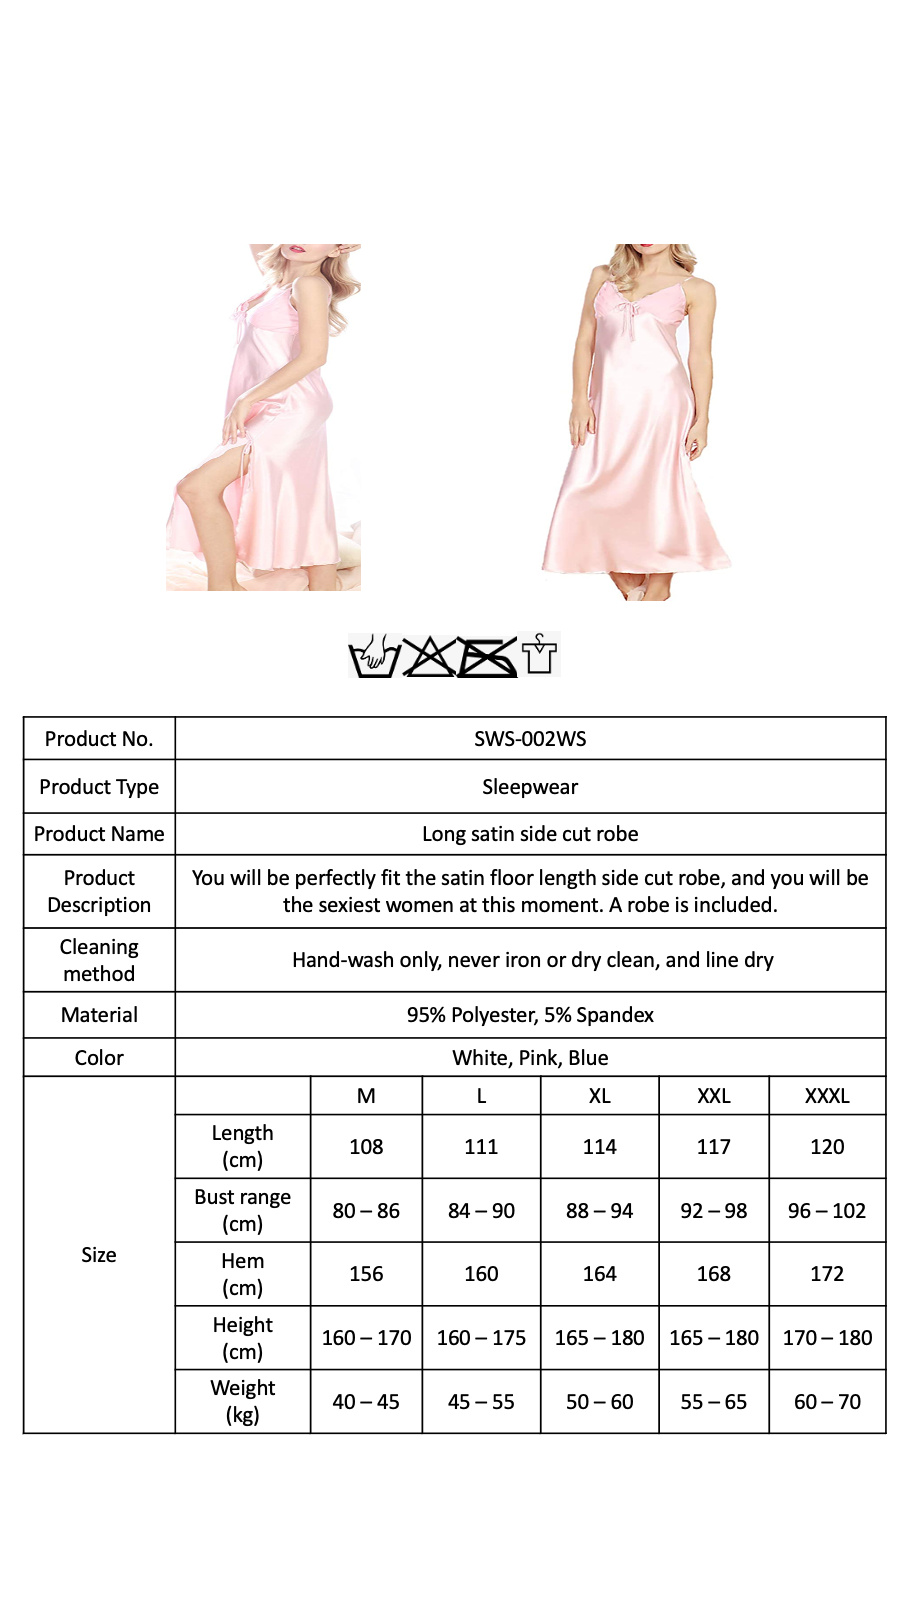 Product No. SWS-002WS
Product Type Sleepwear
Product Name Long satin side cut robe
Product Description You will be perfectly fit the satin floor length side cut robe, and you will be
the sexiest women at this moment. A robe is included.
Cleaning method Hand-wash only, never iron or dry clean, and line dry
Material 95% Polyester, 5% Spandex
Color White, Pink, Blue
Size
M L XL XXL XXXL
Length (cm) 108 111 114 117 120
Bust range (cm) 80 – 86 84 – 90 88 – 94 92 – 98 96 – 102
Hem (cm) 156 160 164 168 172
Height (cm) 160 – 170 160 – 175 165 – 180 165 – 180 170 – 180
Weight (kg) 40 – 45 45 – 55 50 – 60 55 – 65 60 – 70